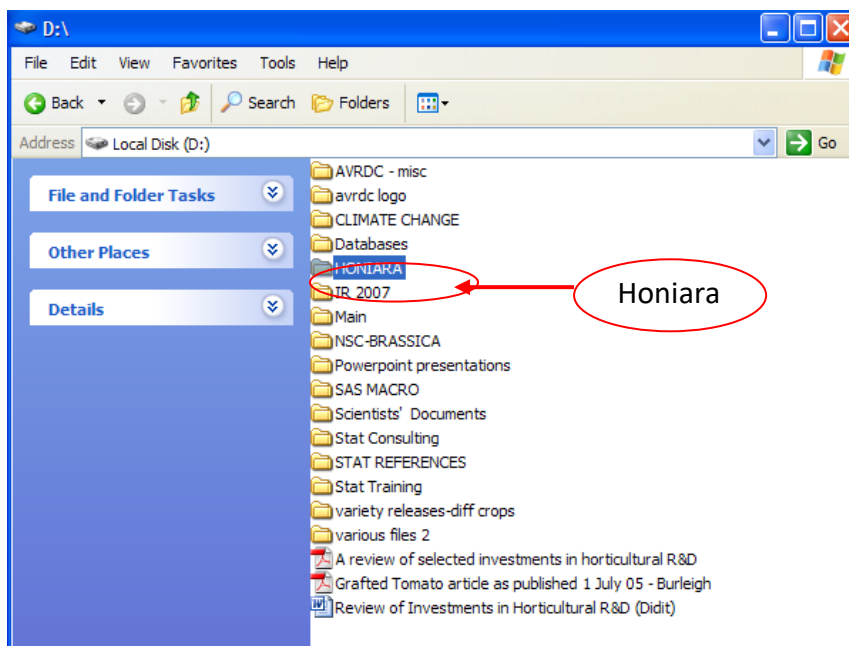 D:\
File Edit View Favorites Tools Help
Back Search Folders
Address Local Disk (D:) Go
File and Folder Tasks
Other Places
Details
AVRDC - misc
avrdc logo
CLIMATE CHANGE
Databases
HONIARA
IR 2007
Main
NSC-BRASSICA
Powerpoint presentations
SAS MACRO
Scientists' Documents
Stat Consulting
STAT REFERENCES
Stat Training
variety releases-diff crops
various files 2
A review of selected investments in horticultural R&D
Grafted Tomato article as published 1 July 05 - Burleigh
Review of Investments in Horticultural R&D (Didit)
Honiara